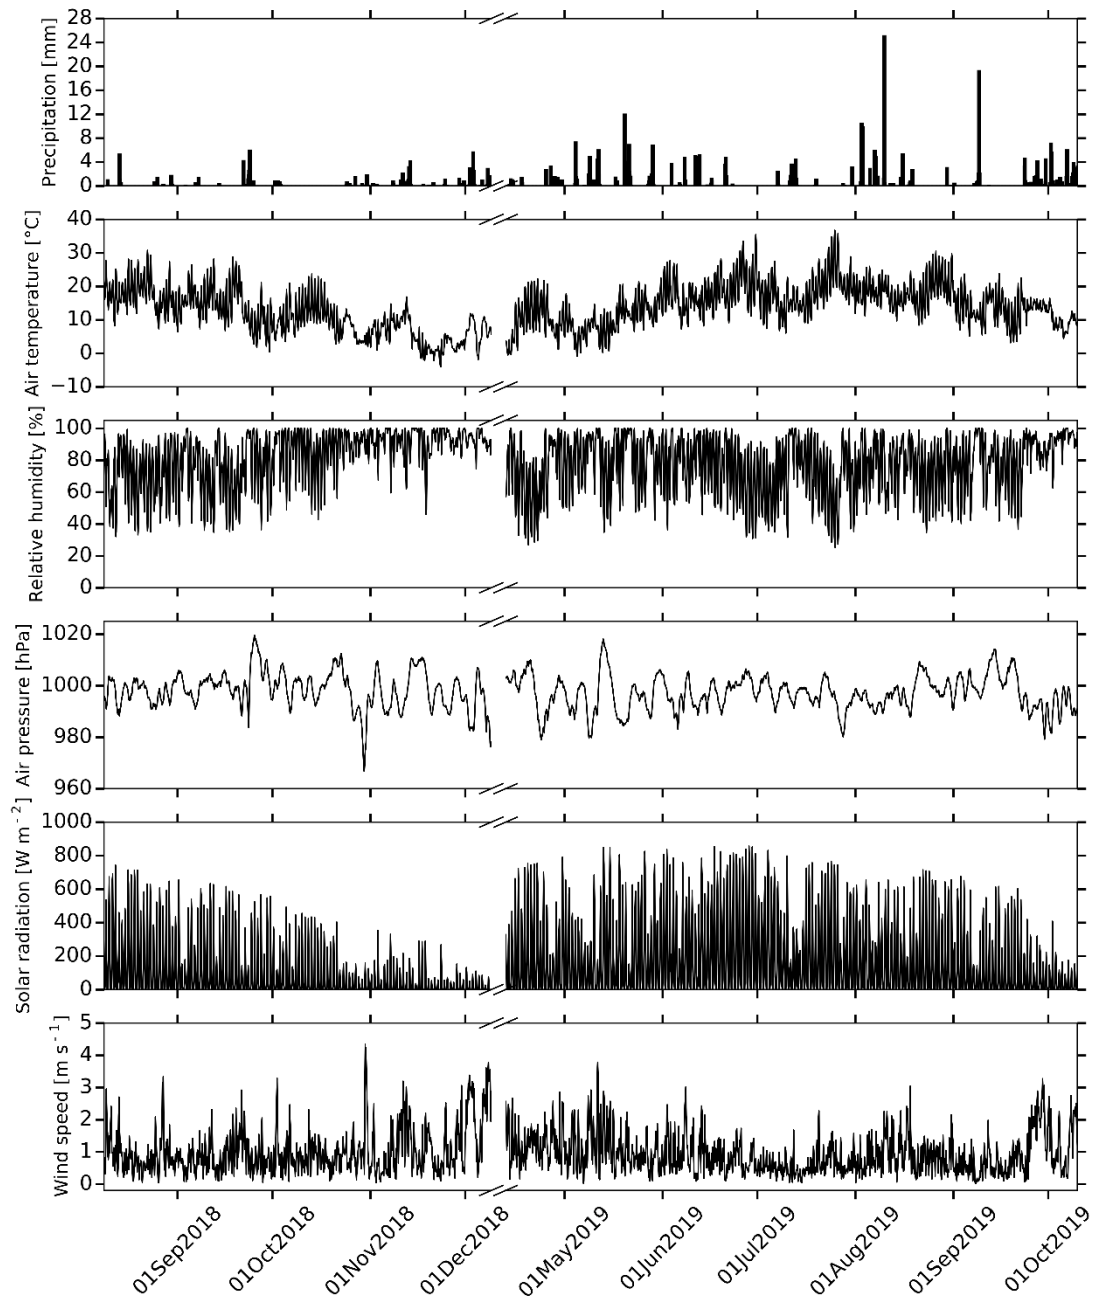 Precipitation [mm]
28
24
20
16
12
8
4
0
Air temperature [°C]
40
30
20
10
0
−10
Relative humidity [%]
100
80
60
40
20
0
Air pressure [hPa]
1020
1000
980
960
Solar radiation [W m⁻²]
1000
800
600
400
200
0
Wind speed [m s⁻¹]
5
4
3
2
1
0
01Sep2018
01Oct2018
01Nov2018
01Dec2018
01May2019
01Jun2019
01Jul2019
01Aug2019
01Sep2019
01Oct2019